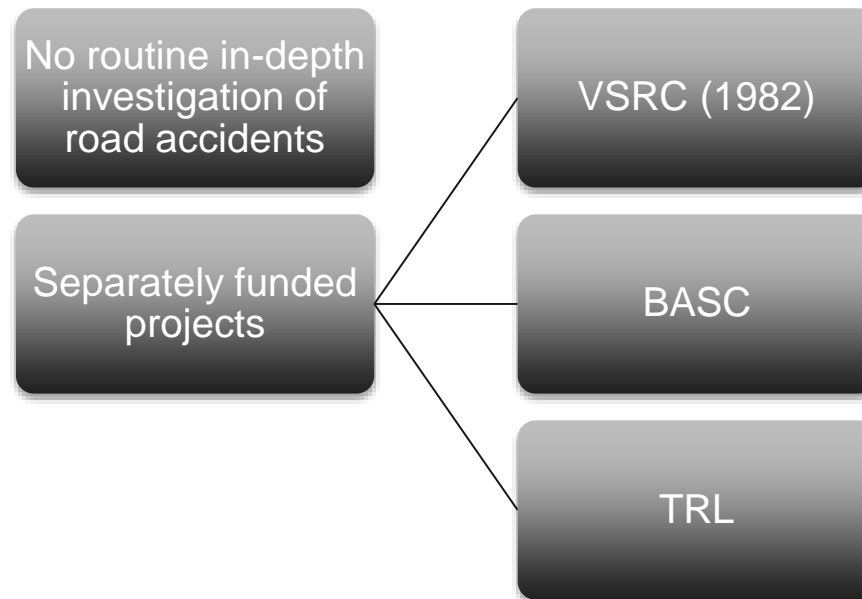 No routine in-depth
investigation of
road accidents
Separately funded
projects
VSRC (1982)
BASC
TRL